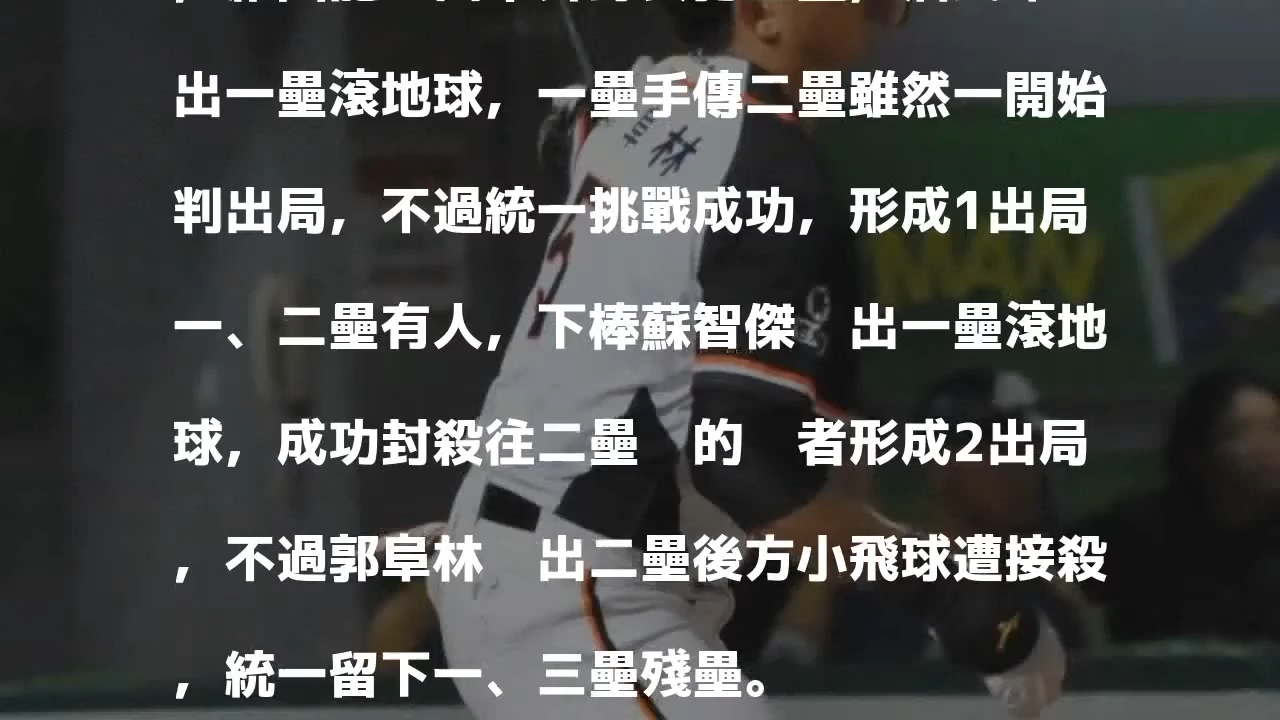 出一壘滾地球，一壘手傳二壘雖然一開始
判出局，不過統一挑戰成功，形成1出局
一、二壘有人，下棒蘇智傑　出一壘滾地
球，成功封殺往二壘　的　者形成2出局
，不過郭阜林　出二壘後方小飛球遭接殺
，統一留下一、三壘殘壘。
林
MAN